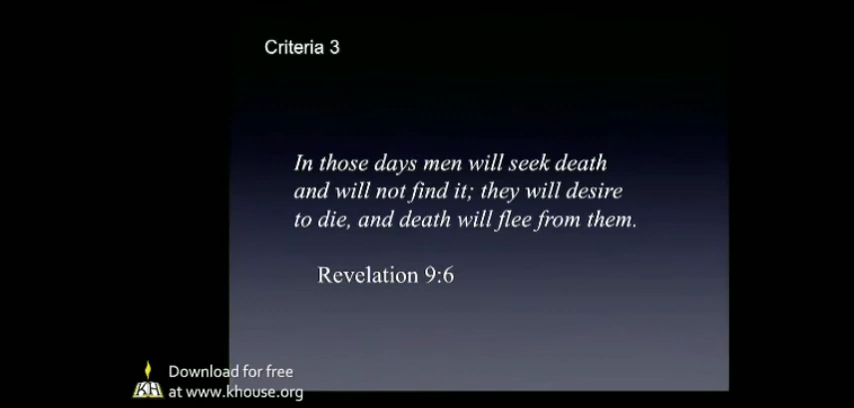 Criteria 3
In those days men will seek death
and will not find it; they will desire
to die, and death will flee from them.
Revelation 9:6
KH
Download for free
at www.khouse.org